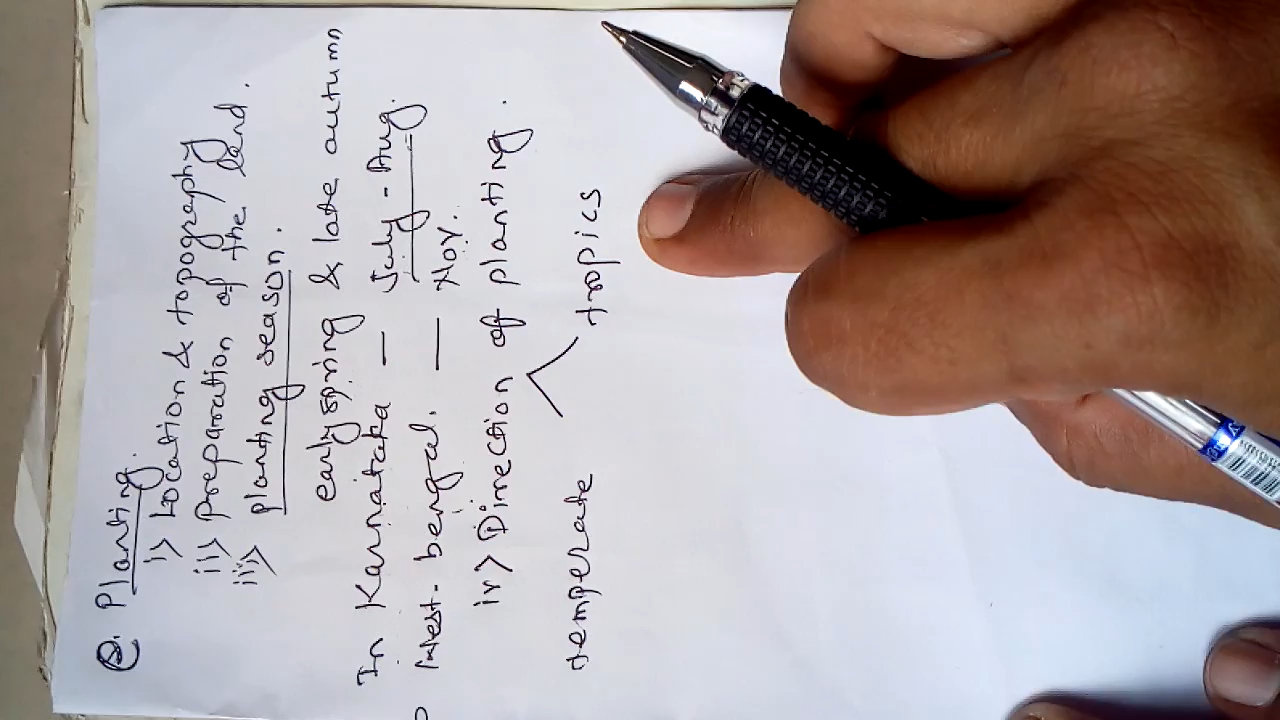 Q. Planting.
i> Location & topography
ii> Preparation of the land.
iii> planting season.
early spring & late autumn
In Karnataka — July - Aug.
West. bengal. — Nov.
iv> Direction of planting.
temperate tropics